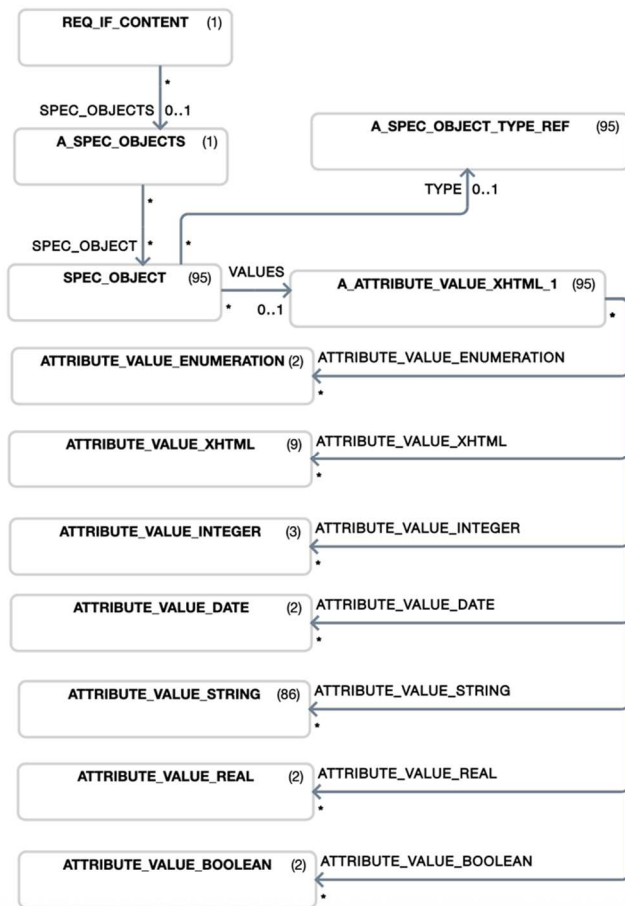 REQ_IF_CONTENT (1)
*
SPEC_OBJECTS 0..1
A_SPEC_OBJECTS (1)
A_SPEC_OBJECT_TYPE_REF (95)
*
TYPE 0..1
SPEC_OBJECT * *
SPEC_OBJECT (95)
VALUES
* 0..1
A_ATTRIBUTE_VALUE_XHTML_1 (95)
*
ATTRIBUTE_VALUE_ENUMERATION (2)
ATTRIBUTE_VALUE_ENUMERATION
*
ATTRIBUTE_VALUE_XHTML (9)
ATTRIBUTE_VALUE_XHTML
*
ATTRIBUTE_VALUE_INTEGER (3)
ATTRIBUTE_VALUE_INTEGER
*
ATTRIBUTE_VALUE_DATE (2)
ATTRIBUTE_VALUE_DATE
*
ATTRIBUTE_VALUE_STRING (86)
ATTRIBUTE_VALUE_STRING
*
ATTRIBUTE_VALUE_REAL (2)
ATTRIBUTE_VALUE_REAL
*
ATTRIBUTE_VALUE_BOOLEAN (2)
ATTRIBUTE_VALUE_BOOLEAN
*